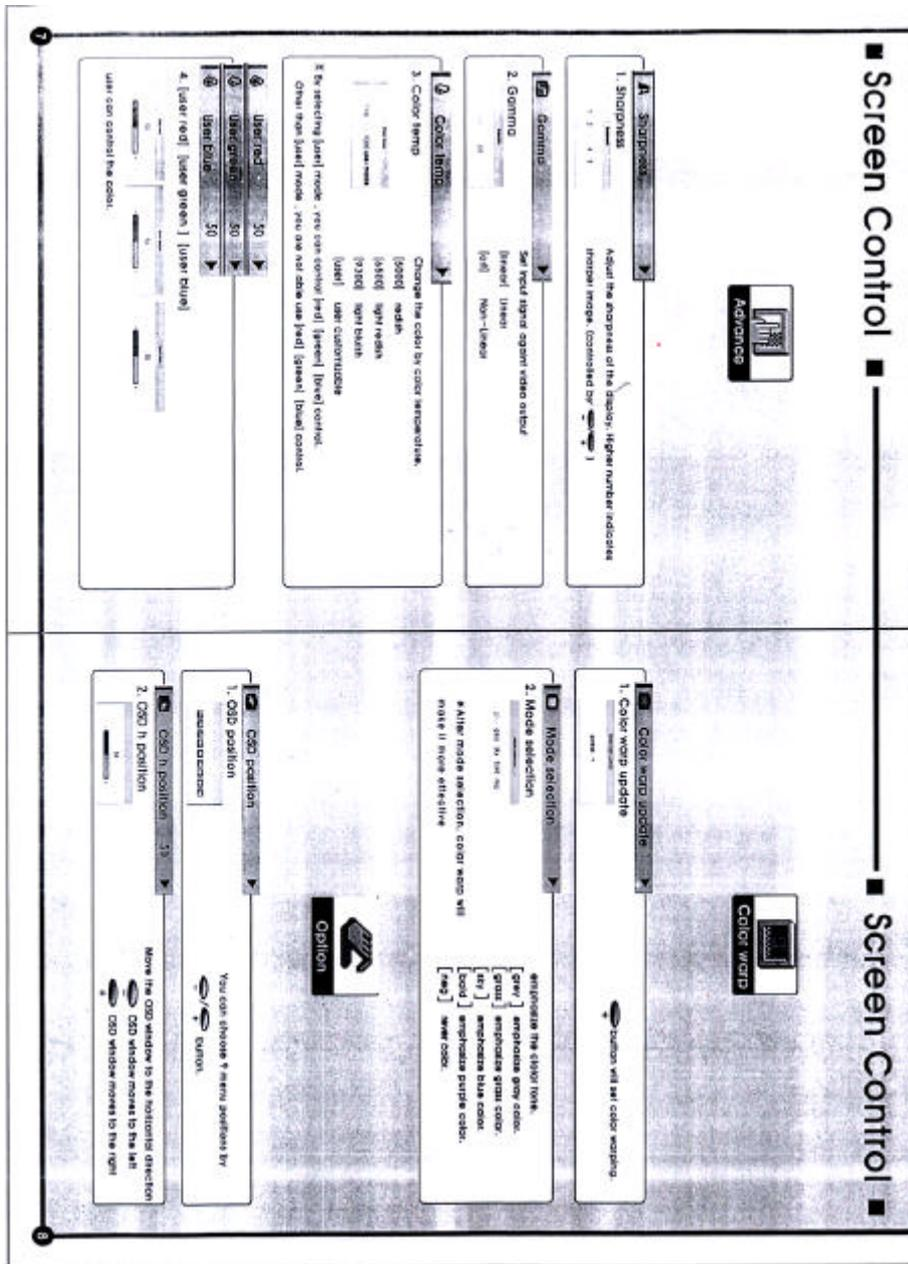 ■ Screen Control ■
Advance
Sharpness
1. Sharpness
Adjust the sharpness of the display. Higher number indicates
sharper image. (controlled by - / + )
Gamma
2. Gamma
Set input signal againt video output
[linear] linear
[off] Non-Linear
Color temp
3. Color temp
Change the color by color temperature.
[5000] redish
[6500] light redish
[9300] light bluish
[user] user customizable
※ By selecting [user] mode , you can control [red] [green] [blue] control.
Other than [user] mode , you are not able use [red] [green] [blue] control.
User red 50
User green 50
User blue 50
4. [user red] [user green ] [user blue]
user can control the color.
7
■ Screen Control ■
Color warp
Color warp update
1. Color warp update
+ button will set color warping.
Mode selection
2. Mode selection
emphasize the clolor tone.
[grey ] emphasize gray color.
[grass ] emphasize grass color.
[sky ] emphasize blue color.
[bold ] emphasize purple color.
[neg ] rever color.
*After mode selection, color warp will
make it more effective
Option
OSD position
1. OSD position
You can choose 9 menu positions by
- / + button.
OSD h position 50
2. OSD h position
Move the OSD window to the horizontal direction
- OSD window moves to the left
+ OSD window moves to the right
8